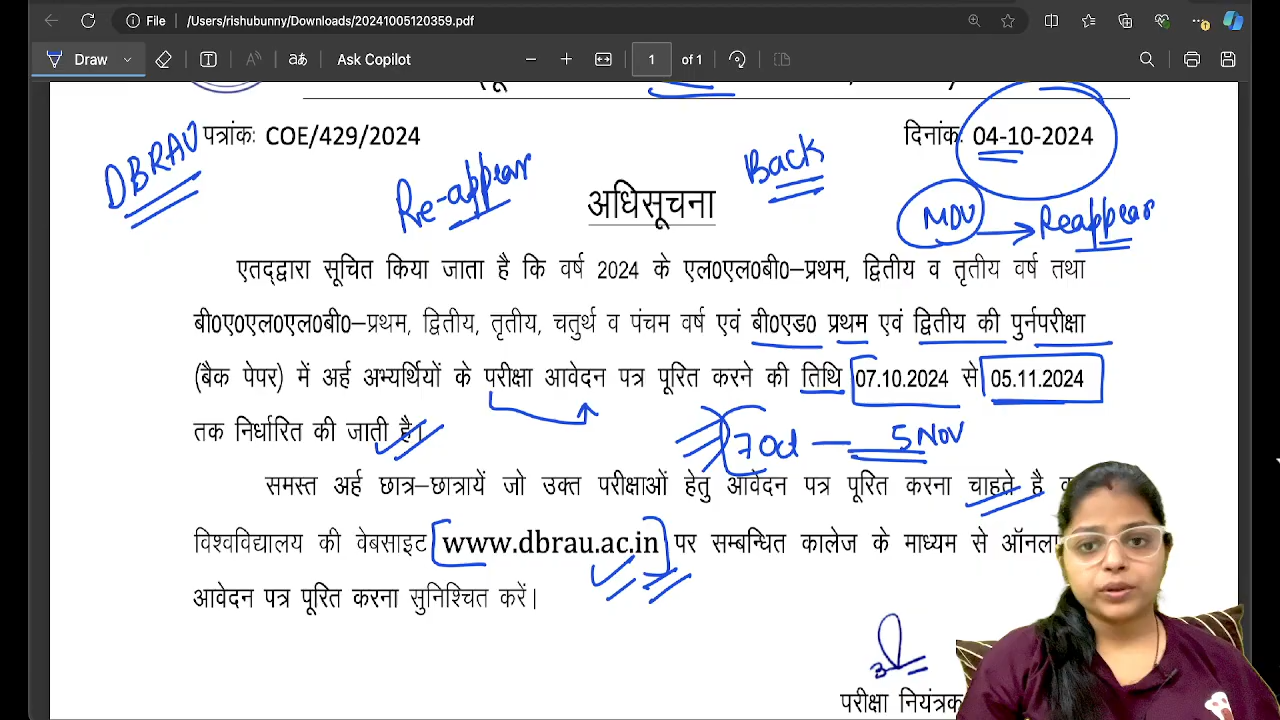 File /Users/rishubunny/Downloads/20241005120359.pdf
Draw Ask Copilot 1 of 1
पत्रांकः COE/429/2024 दिनांकः 04-10-2024
DBRAU
Re-appear
Back
MDU → Reappear
अधिसूचना
एतद्द्वारा सूचित किया जाता है कि वर्ष 2024 के एल0एल0बी0–प्रथम, द्वितीय व तृतीय वर्ष तथा
बी0ए0एल0एल0बी0–प्रथम, द्वितीय, तृतीय, चतुर्थ व पंचम वर्ष एवं बी0एड0 प्रथम एवं द्वितीय की पुर्नपरीक्षा
(बैक पेपर) में अर्ह अभ्यर्थियों के परीक्षा आवेदन पत्र पूरित करने की तिथि 07.10.2024 से 05.11.2024
तक निर्धारित की जाती है।
7 Oct — 5 Nov
समस्त अर्ह छात्र–छात्रायें जो उक्त परीक्षाओं हेतु आवेदन पत्र पूरित करना चाहते है
विश्वविद्यालय की वेबसाइट www.dbrau.ac.in पर सम्बन्धित कालेज के माध्यम से
आवेदन पत्र पूरित करना सुनिश्चित करें।
परीक्षा नियंत्रक